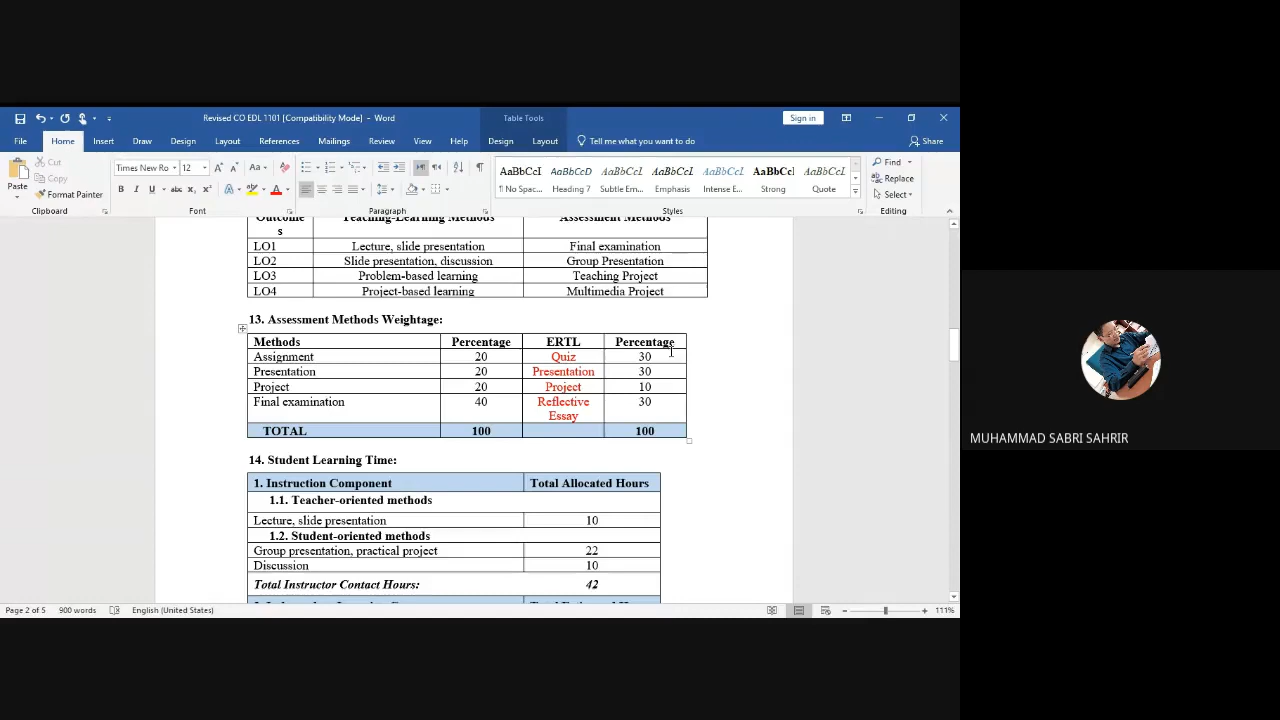 Revised CO EDL 1101 [Compatibility Mode] - Word
Table Tools
Sign in
File Home Insert Draw Design Layout References Mailings Review View Help Design Layout Tell me what you want to do Share
Paste
Cut
Copy
Format Painter
Clipboard
Times New Ro 12
Font
Paragraph
AaBbCcI AaBbCcD AaBbCcI AaBbCcI AaBbCcI AaBbCcI AaBbCcI
¶ No Spac... Heading 7 Subtle Em... Emphasis Intense E... Strong Quote
Styles
Find
Replace
Select
Editing
Outcome Teaching-Learning Methods Assessment Methods
s
LO1 Lecture, slide presentation Final examination
LO2 Slide presentation, discussion Group Presentation
LO3 Problem-based learning Teaching Project
LO4 Project-based learning Multimedia Project
13. Assessment Methods Weightage:
Methods Percentage ERTL Percentage
Assignment 20 Quiz 30
Presentation 20 Presentation 30
Project 20 Project 10
Final examination 40 Reflective 30
Essay
TOTAL 100 100
14. Student Learning Time:
1. Instruction Component Total Allocated Hours
1.1. Teacher-oriented methods
Lecture, slide presentation 10
1.2. Student-oriented methods
Group presentation, practical project 22
Discussion 10
Total Instructor Contact Hours: 42
Page 2 of 5 900 words English (United States) 111%
MUHAMMAD SABRI SAHRIR